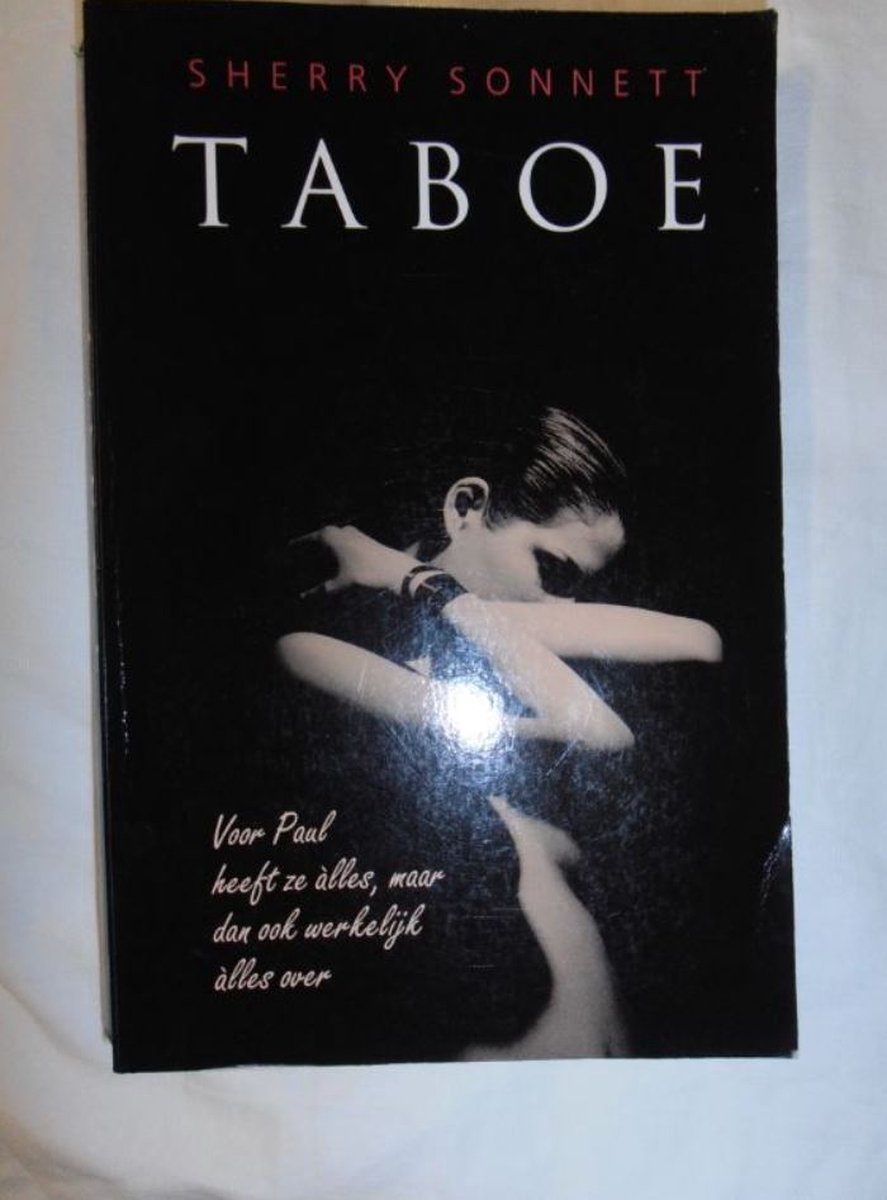 SHERRY SONNETT
TABOE
Voor Paul
heeft ze àlles, maar
dan ook werkelijk
àlles over